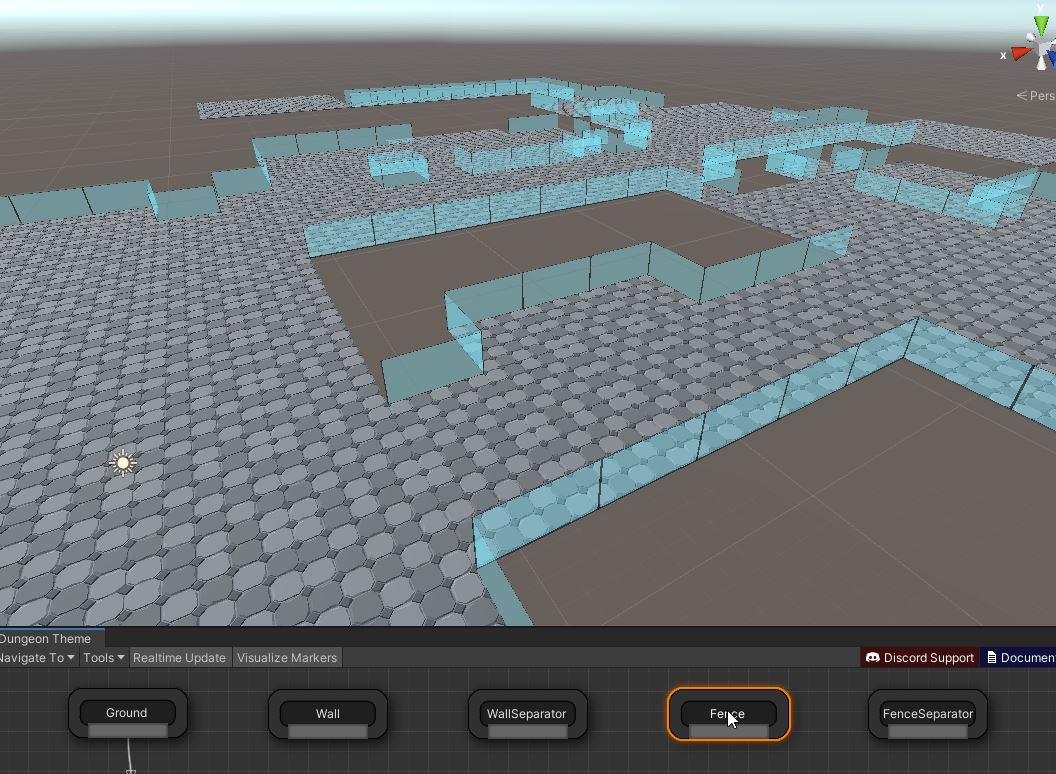 y
x
< Pers
Dungeon Theme
Navigate To Tools Realtime Update Visualize Markers Discord Support Documen
Ground Wall WallSeparator Fence FenceSeparator